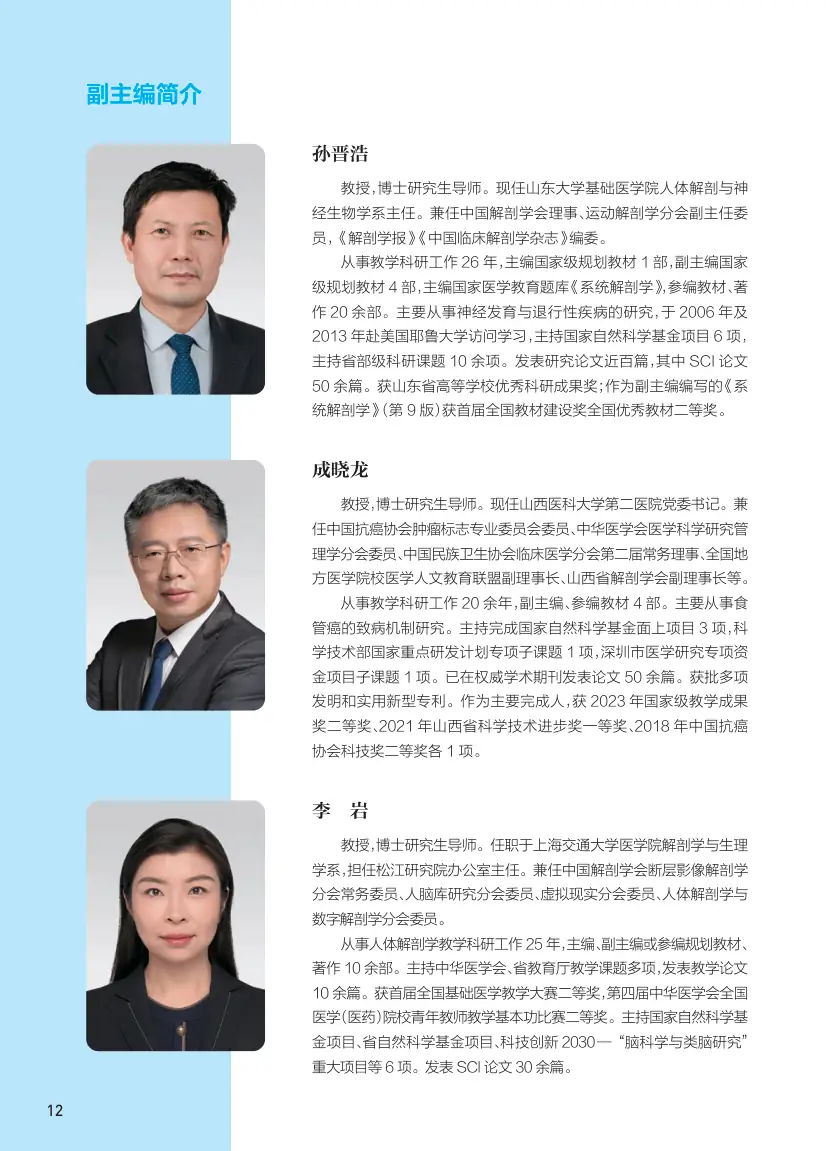 副主编简介
孙晋浩
教授,博士研究生导师。现任山东大学基础医学院人体解剖与神
经生物学系主任。兼任中国解剖学会理事、运动解剖学分会副主任委
员,《解剖学报》《中国临床解剖学杂志》编委。
从事教学科研工作 26 年,主编国家级规划教材 1 部,副主编国家
级规划教材 4 部,主编国家医学教育题库《系统解剖学》,参编教材、著
作 20 余部。主要从事神经发育与退行性疾病的研究,于 2006 年及
2013 年赴美国耶鲁大学访问学习,主持国家自然科学基金项目 6 项,
主持省部级科研课题 10 余项。发表研究论文近百篇,其中 SCI 论文
50 余篇。获山东省高等学校优秀科研成果奖;作为副主编编写的《系
统解剖学》(第 9 版)获首届全国教材建设奖全国优秀教材二等奖。
成晓龙
教授,博士研究生导师。现任山西医科大学第二医院党委书记。兼
任中国抗癌协会肿瘤标志专业委员会委员、中华医学会医学科学研究管
理学分会委员、中国民族卫生协会临床医学分会第二届常务理事、全国地
方医学院校医学人文教育联盟副理事长、山西省解剖学会副理事长等。
从事教学科研工作 20 余年,副主编、参编教材 4 部。主要从事食
管癌的致病机制研究。主持完成国家自然科学基金面上项目 3 项,科
学技术部国家重点研发计划专项子课题 1 项,深圳市医学研究专项资
金项目子课题 1 项。已在权威学术期刊发表论文 50 余篇。获批多项
发明和实用新型专利。作为主要完成人,获 2023 年国家级教学成果
奖二等奖、2021 年山西省科学技术进步奖一等奖、2018 年中国抗癌
协会科技奖二等奖各 1 项。
李　岩
教授,博士研究生导师。任职于上海交通大学医学院解剖学与生理
学系,担任松江研究院办公室主任。兼任中国解剖学会断层影像解剖学
分会常务委员、人脑库研究分会委员、虚拟现实分会委员、人体解剖学与
数字解剖学分会委员。
从事人体解剖学教学科研工作 25 年,主编、副主编或参编规划教材、
著作 10 余部。主持中华医学会、省教育厅教学课题多项,发表教学论文
10 余篇。获首届全国基础医学教学大赛二等奖,第四届中华医学会全国
医学(医药)院校青年教师教学基本功比赛二等奖。主持国家自然科学基
金项目、省自然科学基金项目、科技创新 2030—“脑科学与类脑研究”
重大项目等 6 项。发表 SCI 论文 30 余篇。
12